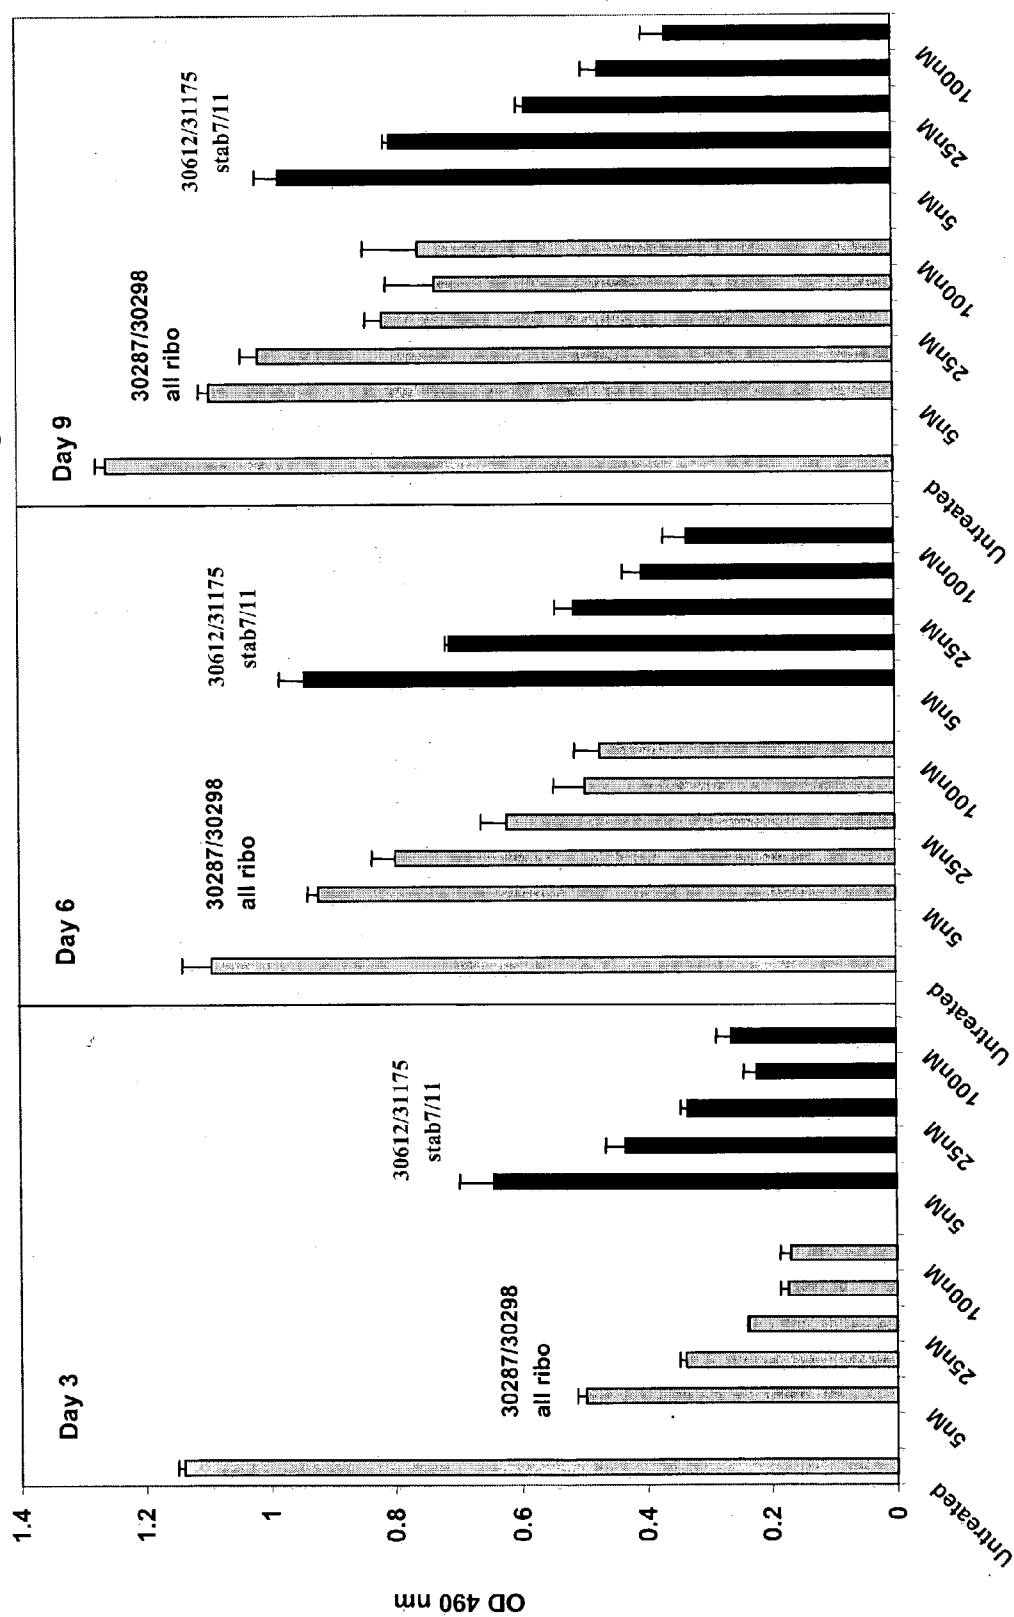 OD 490 nm
1.4
1.2
1
0.8
0.6
0.4
0.2
0
Day 3
30287/30298
all ribo
30612/31175
stab7/11
Untreated
5nM
25nM
100nM
5nM
25nM
100nM
Day 6
30287/30298
all ribo
30612/31175
stab7/11
Untreated
5nM
25nM
100nM
5nM
25nM
100nM
Day 9
30287/30298
all ribo
30612/31175
stab7/11
Untreated
5nM
25nM
100nM
5nM
25nM
100nM